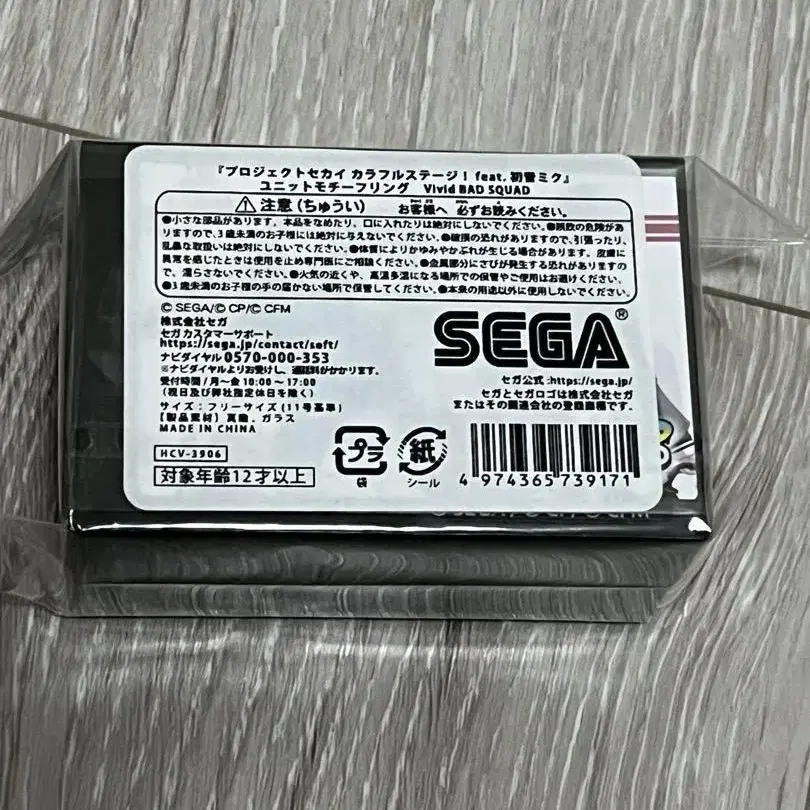 『プロジェクトセカイ カラフルステージ！ feat. 初音ミク』
ユニットモチーフリング Vivid BAD SQUAD
⚠ 注意（ちゅうい） お客様へ 必ずお読みください。
●小さな部品があります。本品をなめたり、口に入れたりは絶対にしないでください。●誤飲の危険があ
りますので、3歳未満のお子様には絶対に与えないでください。●破損の恐れがありますので、引張ったり、
乱暴な取扱いは絶対しないでください。●体質によりかゆみやかぶれが生じる場合があります。皮膚に
異常を感じたときは使用を止め専門医にご相談ください。●金属部分にさびが発生する恐れがありますの
で、濡らさないでください。●火気の近くや、高温多湿になる場所での保管やご使用はお避けください。
●3歳未満のお子様の手の届かない場所で保管してください。●本来の用途以外に使用しないでください。
© SEGA/© CP/© CFM
株式会社セガ
セガ カスタマーサポート
https://sega.jp/contact/soft/
ナビダイヤル 0570-000-353
※ナビダイヤルよりお受けし、通話料がかかります。
受付時間 / 月～金 10:00～17:00
（祝日及び弊社指定休日を除く）
サイズ：フリーサイズ（11号基準）
【製品素材】真鍮、ガラス
MADE IN CHINA
HCV-3906
対象年齢12才以上
SEGA®
セガ公式 :https://sega.jp/
セガとセガロゴは株式会社セガ
またはその関連会社の登録商標です。
プラ
袋
紙
シール
4 974365 739171